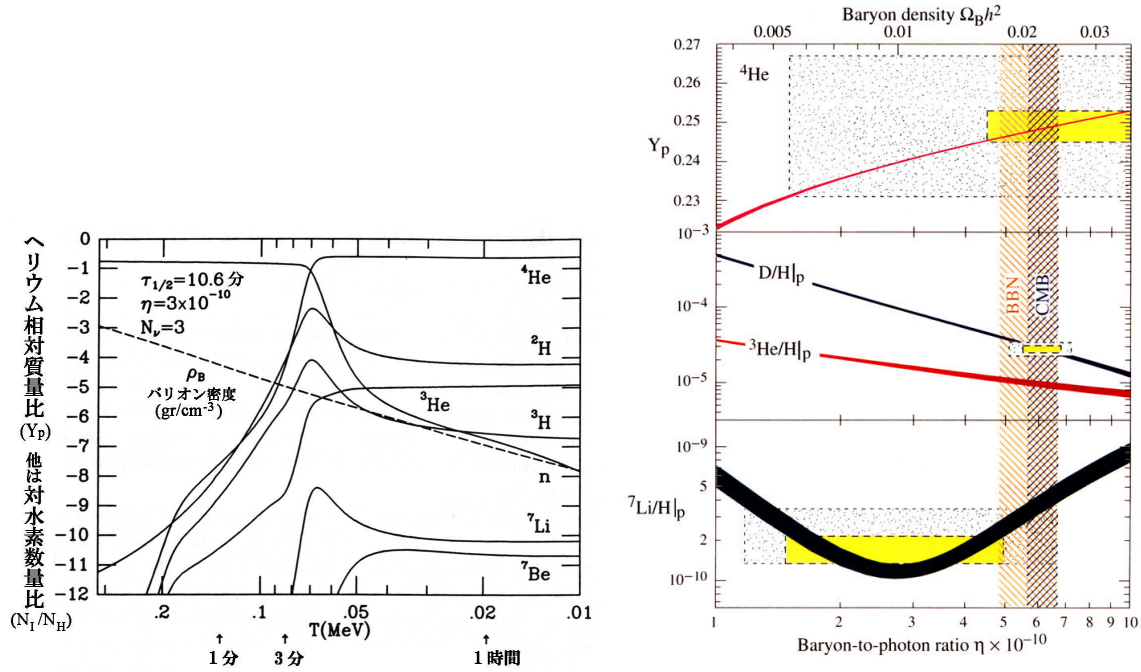 ヘリウム相対質量比
(Yₚ)
他は対水素数量比
(N_I/N_H)
0
-1
-2
-3
-4
-5
-6
-7
-8
-9
-10
-11
-12
τ₁/₂=10.6分
η=3×10⁻¹⁰
N_ν=3
ρ_B
バリオン密度
(gr/cm⁻³)
⁴He
²H
³He
³H
n
⁷Li
⁷Be
.2
.1
.05
.02
.01
T(MeV)
1分
3分
1時間
Baryon density Ω_B h²
0.005
0.01
0.02
0.03
0.27
0.26
0.25
0.24
0.23
Yₚ
⁴He
10⁻³
10⁻⁴
10⁻⁵
D/H|ₚ
³He/H|ₚ
BBN
CMB
10⁻⁹
5
2
10⁻¹⁰
⁷Li/H|ₚ
1
2
3
4
5
6
7
8
9
10
Baryon-to-photon ratio η × 10⁻¹⁰